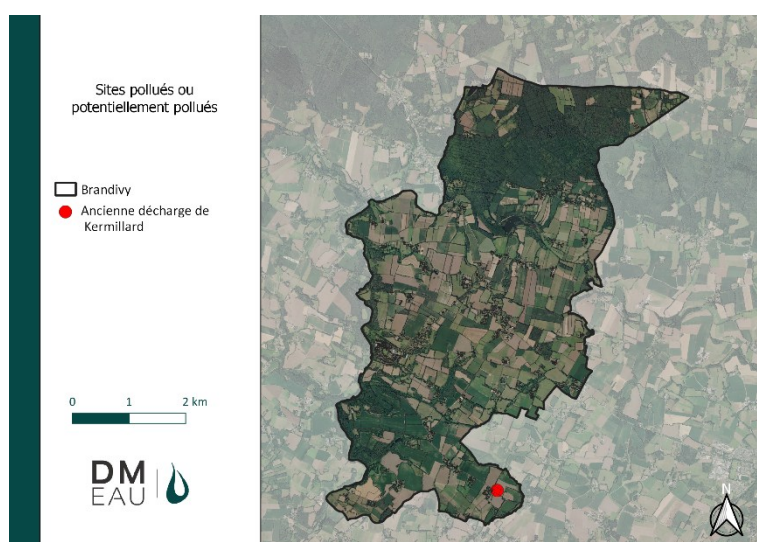 Sites pollués ou
potentiellement pollués
Brandivy
Ancienne décharge de
Kermillard
0 1 2 km
DM
EAU
N